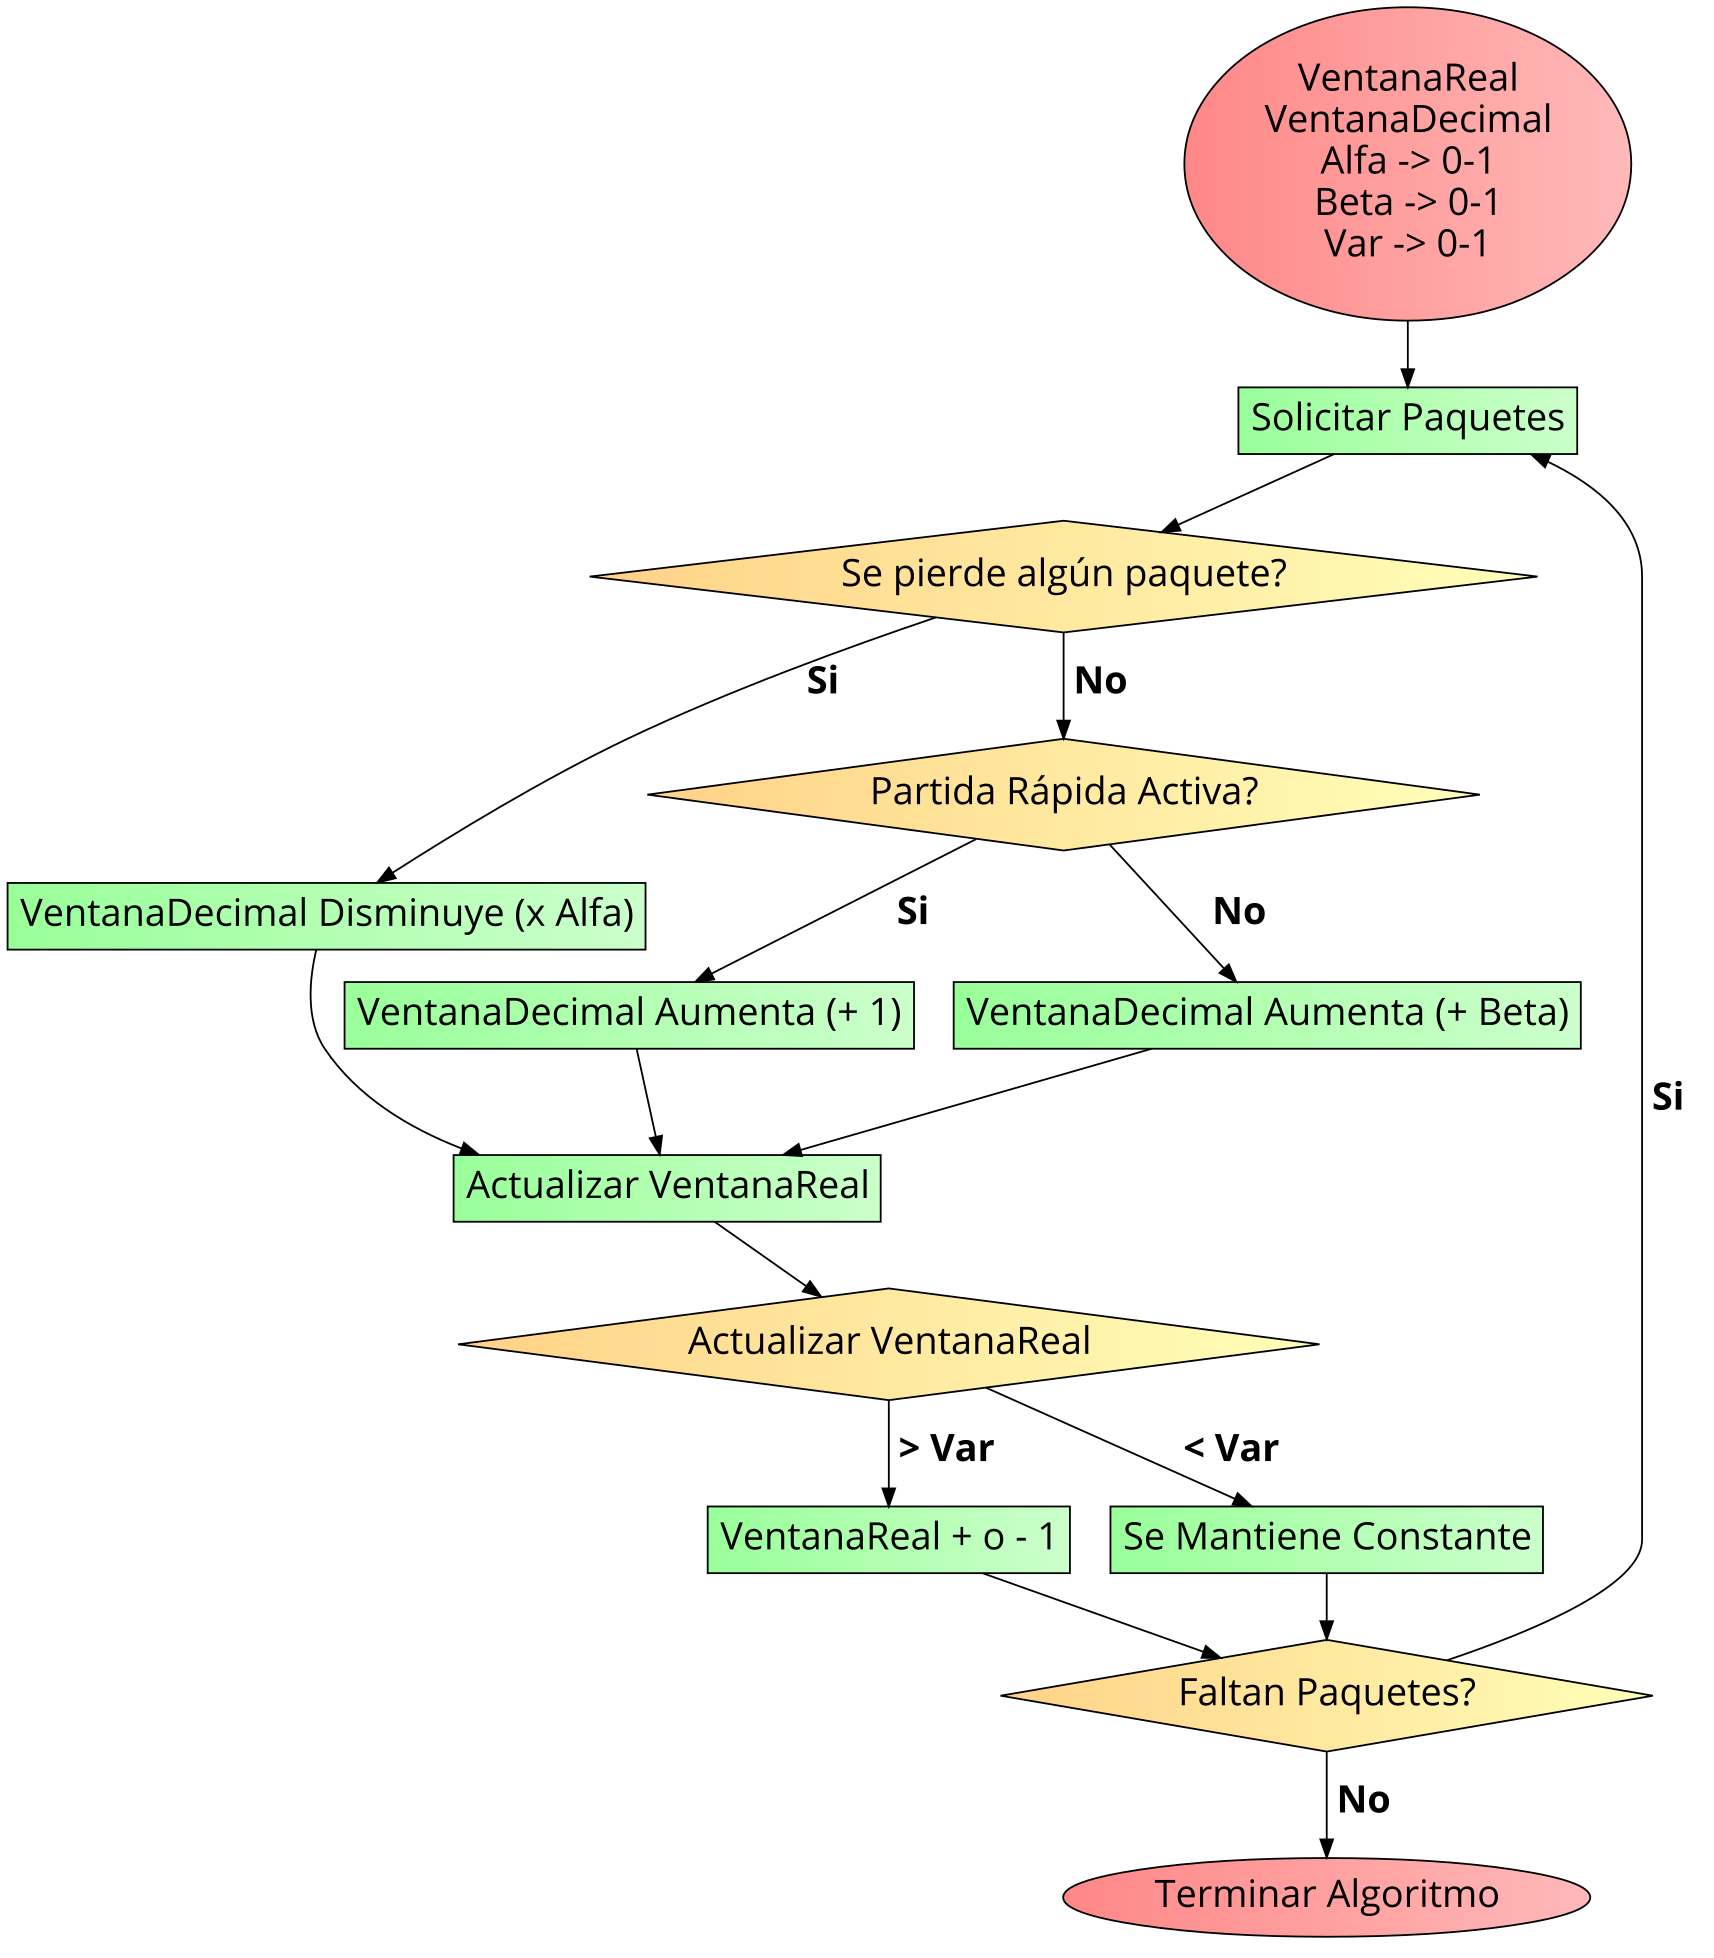 VentanaReal
VentanaDecimal
Alfa -> 0-1
Beta -> 0-1
Var -> 0-1
Solicitar Paquetes
Se pierde algún paquete?
Si
No
Partida Rápida Activa?
VentanaDecimal Disminuye (x Alfa)
Si
No
VentanaDecimal Aumenta (+ 1)
VentanaDecimal Aumenta (+ Beta)
Si
Actualizar VentanaReal
Actualizar VentanaReal
> Var
< Var
VentanaReal + o - 1
Se Mantiene Constante
Faltan Paquetes?
No
Terminar Algoritmo